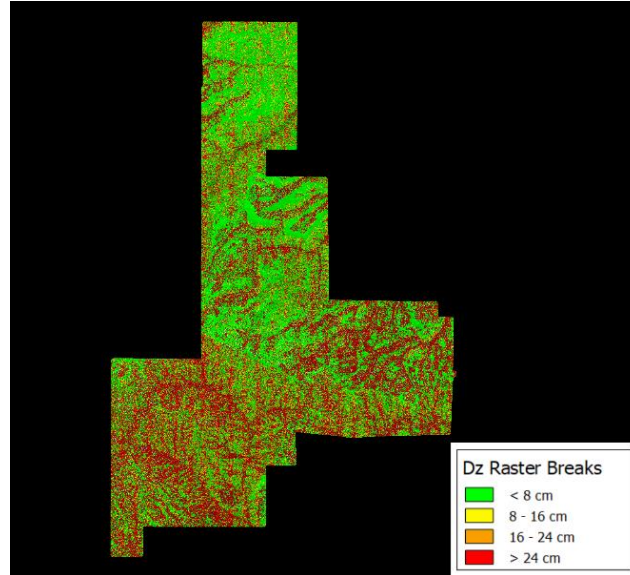 Dz Raster Breaks
< 8 cm
8 - 16 cm
16 - 24 cm
> 24 cm